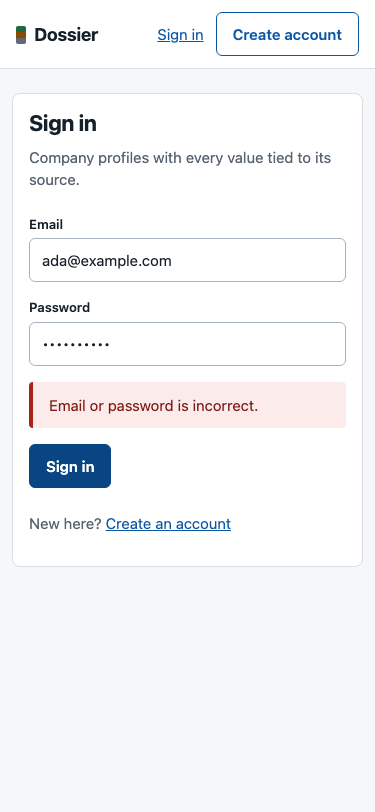 Dossier
Sign in
Create account
Sign in
Company profiles with every value tied to its
source.
Email
ada@example.com
Password
••••••••••
Email or password is incorrect.
Sign in
New here? Create an account